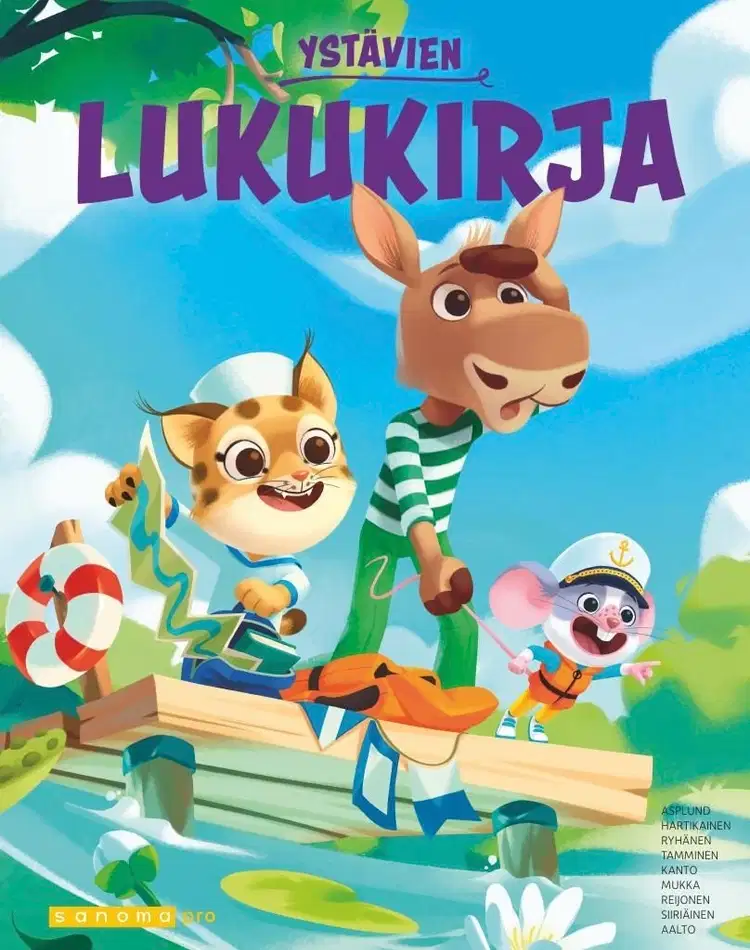 YSTÄVIEN
LUKUKIRJA
ASPLUND
HARTIKAINEN
RYHÄNEN
TAMMINEN
KANTO
MUKKA
REIJONEN
SIIRIÄINEN
AALTO
sanoma pro